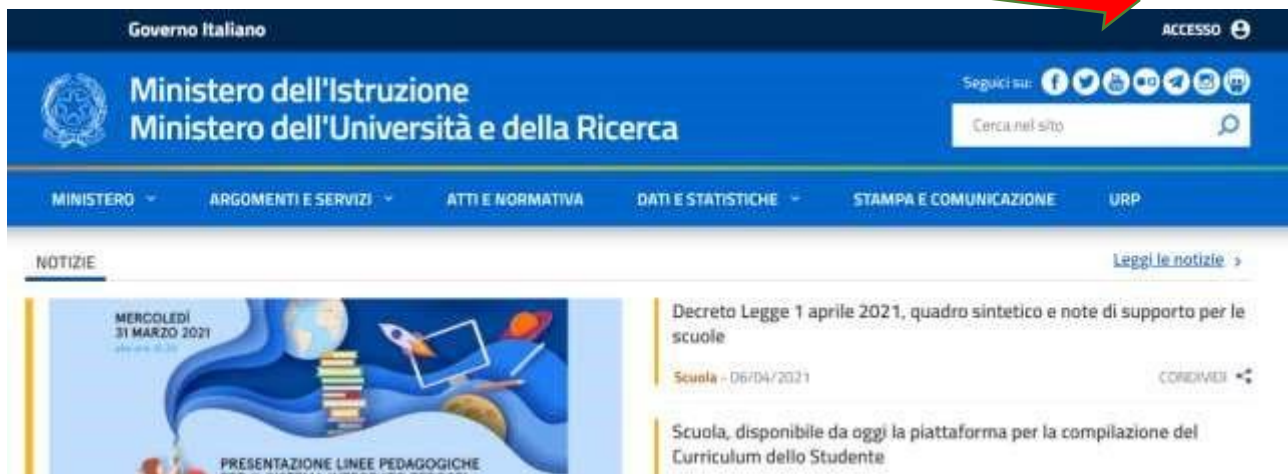 Governo Italiano
ACCESSO
Ministero dell'Istruzione
Ministero dell'Università e della Ricerca
Seguici su:
Cerca nel sito
MINISTERO
ARGOMENTI E SERVIZI
ATTI E NORMATIVA
DATI E STATISTICHE
STAMPA E COMUNICAZIONE
URP
NOTIZIE
Leggi le notizie
MERCOLEDÌ
31 MARZO 2021
PRESENTAZIONE LINEE PEDAGOGICHE
Decreto Legge 1 aprile 2021, quadro sintetico e note di supporto per le
scuole
Scuola - 06/04/2021
CONDIVIDI
Scuola, disponibile da oggi la piattaforma per la compilazione del
Curriculum dello Studente